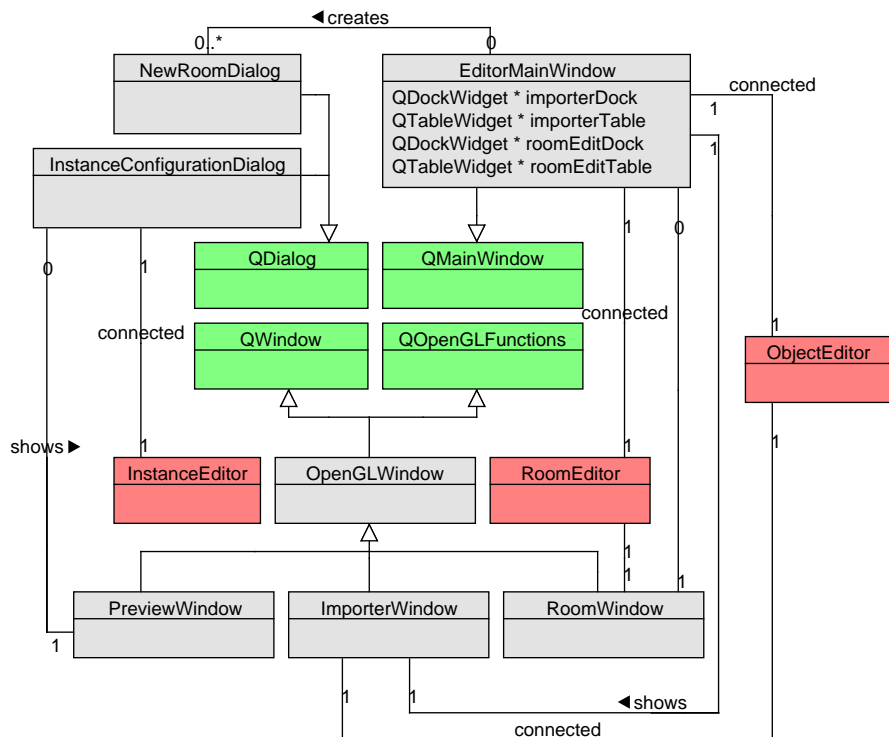 ◄creates
0..*
0
NewRoomDialog
EditorMainWindow
QDockWidget * importerDock
QTableWidget * importerTable
QDockWidget * roomEditDock
QTableWidget * roomEditTable
connected
1
1
InstanceConfigurationDialog
0
1
1
0
QDialog
QMainWindow
connected
connected
1
QWindow
QOpenGLFunctions
ObjectEditor
shows►
1
1
1
InstanceEditor
OpenGLWindow
RoomEditor
1
1
1
PreviewWindow
ImporterWindow
RoomWindow
1
1
1
◄shows
connected